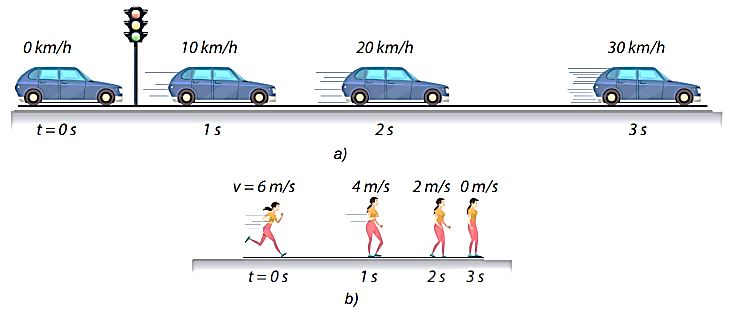 0 km/h 10 km/h 20 km/h 30 km/h
t = 0 s 1 s 2 s 3 s
a)
v = 6 m/s 4 m/s 2 m/s 0 m/s
t = 0 s 1 s 2 s 3 s
b)